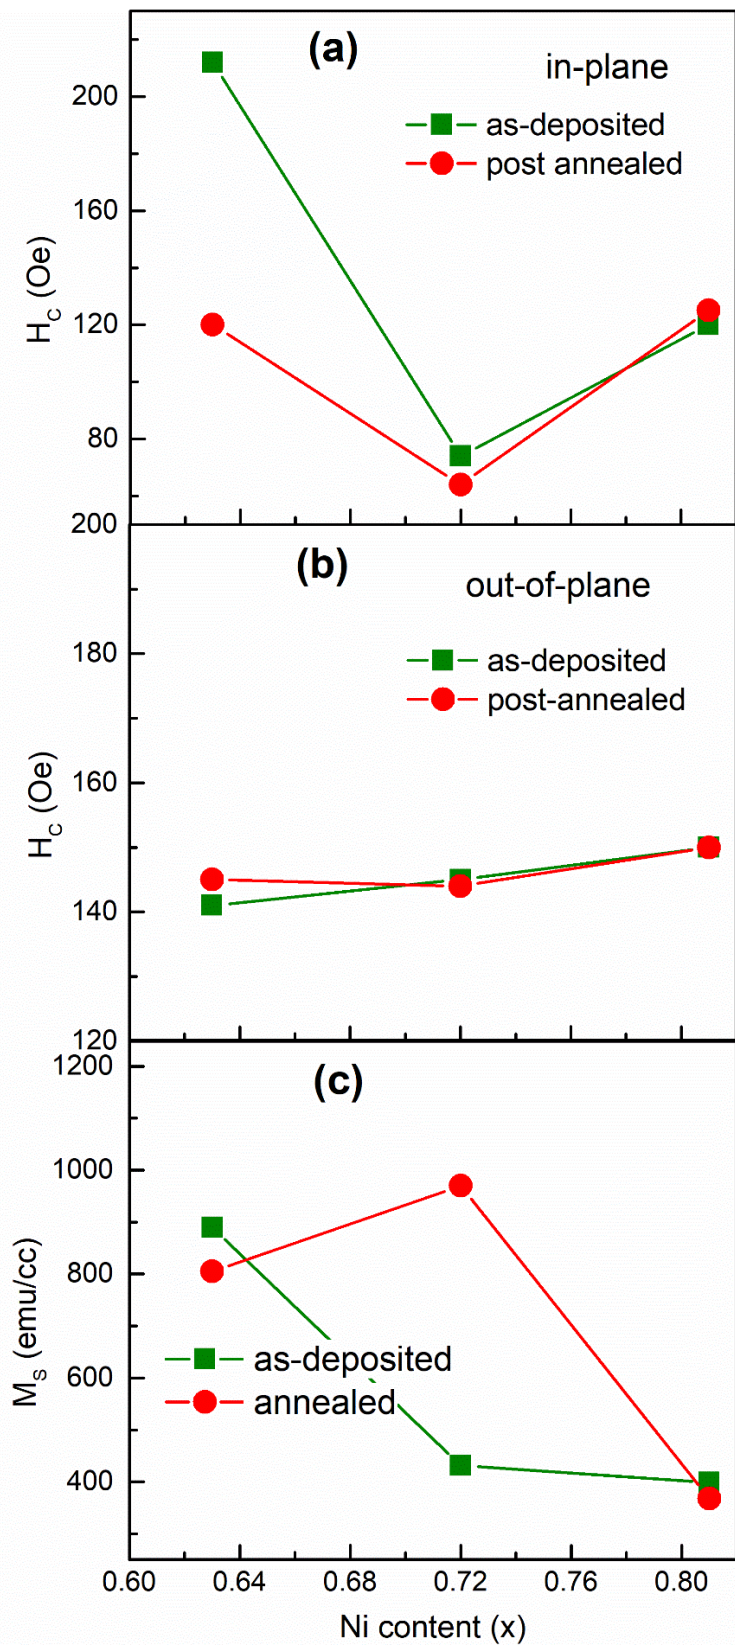 (a)
in-plane
as-deposited
post annealed
H_C (Oe)
200
160
120
80
(b)
out-of-plane
as-deposited
post-annealed
H_C (Oe)
200
180
160
140
120
(c)
as-deposited
annealed
M_S (emu/cc)
1200
1000
800
600
400
0.60 0.64 0.68 0.72 0.76 0.80
Ni content (x)